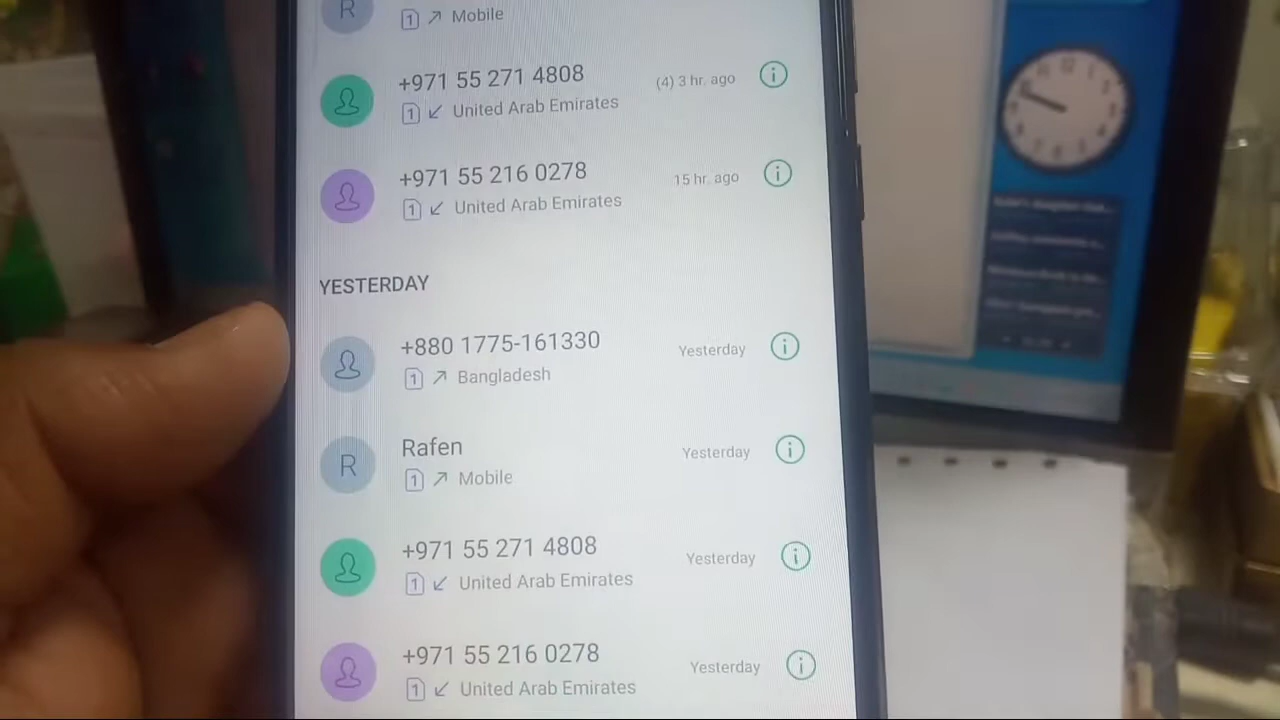 R
1 Mobile
+971 55 271 4808
(4) 3 hr. ago
1 United Arab Emirates
+971 55 216 0278
15 hr. ago
1 United Arab Emirates
YESTERDAY
+880 1775-161330
Yesterday
1 Bangladesh
Rafen
Yesterday
R
1 Mobile
+971 55 271 4808
Yesterday
1 United Arab Emirates
+971 55 216 0278
Yesterday
1 United Arab Emirates